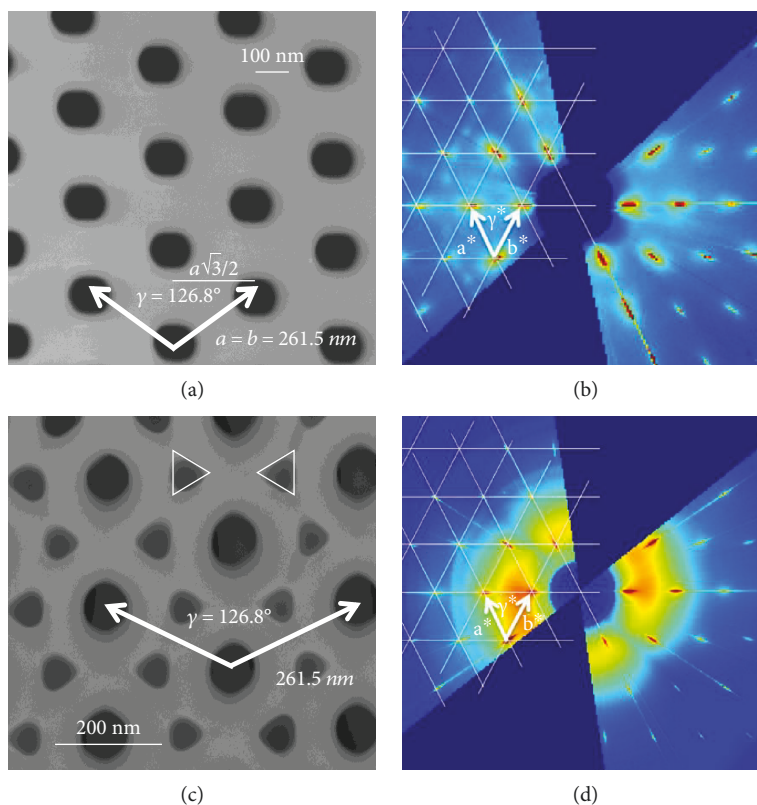 100 nm
a√3/2
γ = 126.8°
a = b = 261.5 nm
(a)
γ*
a*
b*
(b)
γ = 126.8°
261.5 nm
200 nm
(c)
γ*
a*
b*
(d)